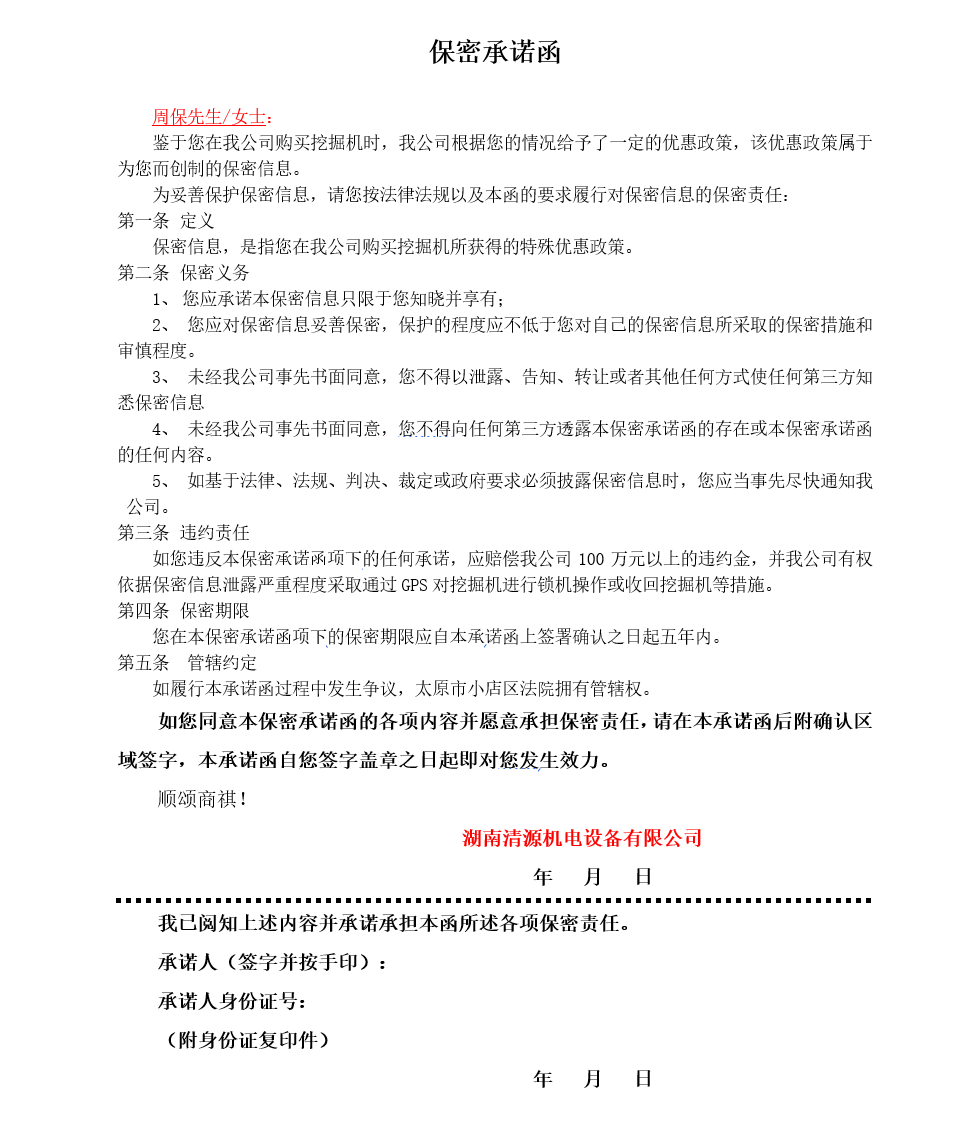 保密承诺函
周保先生/女士：
鉴于您在我公司购买挖掘机时，我公司根据您的情况给予了一定的优惠政策，该优惠政策属于
为您而创制的保密信息。
为妥善保护保密信息，请您按法律法规以及本函的要求履行对保密信息的保密责任：
第一条 定义
保密信息，是指您在我公司购买挖掘机所获得的特殊优惠政策。
第二条 保密义务
1、 您应承诺本保密信息只限于您知晓并享有；
2、 您应对保密信息妥善保密，保护的程度应不低于您对自己的保密信息所采取的保密措施和
审慎程度。
3、 未经我公司事先书面同意，您不得以泄露、告知、转让或者其他任何方式使任何第三方知
悉保密信息
4、 未经我公司事先书面同意，您不得向任何第三方透露本保密承诺函的存在或本保密承诺函
的任何内容。
5、 如基于法律、法规、判决、裁定或政府要求必须披露保密信息时，您应当事先尽快通知我
公司。
第三条 违约责任
如您违反本保密承诺函项下的任何承诺，应赔偿我公司 100 万元以上的违约金，并我公司有权
依据保密信息泄露严重程度采取通过 GPS 对挖掘机进行锁机操作或收回挖掘机等措施。
第四条 保密期限
您在本保密承诺函项下的保密期限应自本承诺函上签署确认之日起五年内。
第五条 管辖约定
如履行本承诺函过程中发生争议，太原市小店区法院拥有管辖权。
如您同意本保密承诺函的各项内容并愿意承担保密责任，请在本承诺函后附确认区
域签字，本承诺函自您签字盖章之日起即对您发生效力。
顺颂商祺！
湖南清源机电设备有限公司
年 月 日
我已阅知上述内容并承诺承担本函所述各项保密责任。
承诺人（签字并按手印）：
承诺人身份证号：
（附身份证复印件）
年 月 日